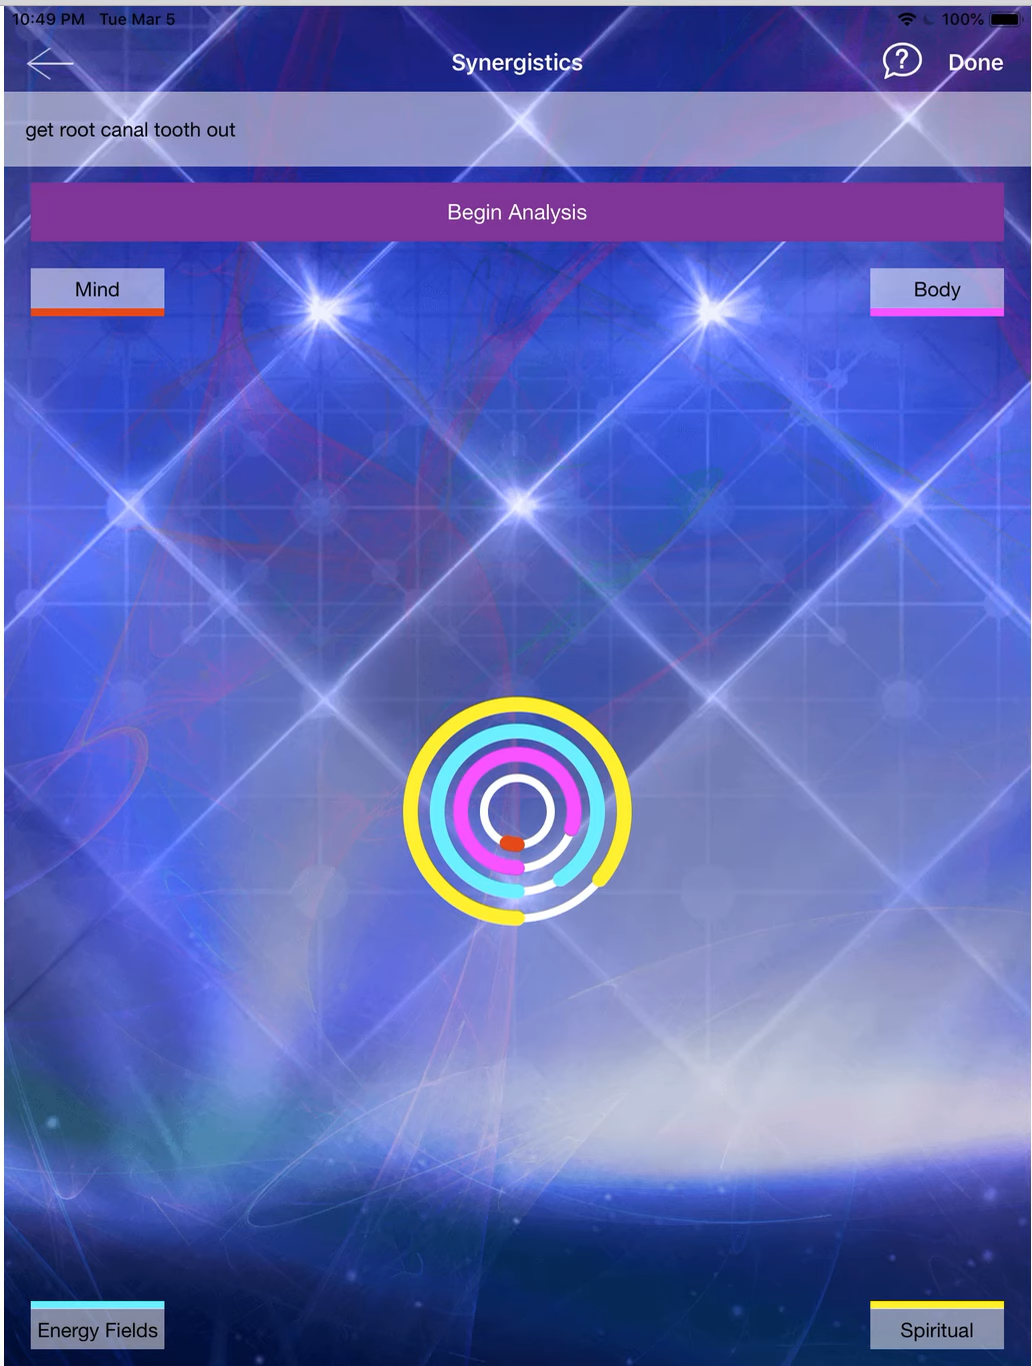 10:49 PM Tue Mar 5
100%
Synergistics
?
Done
get root canal tooth out
Begin Analysis
Mind
Body
Energy Fields
Spiritual